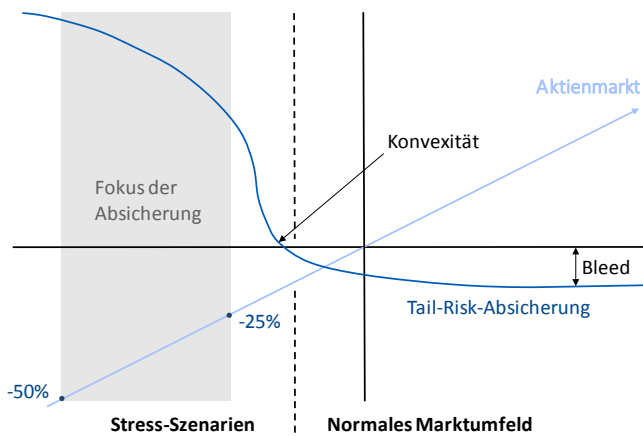 Aktienmarkt
Konvexität
Fokus der
Absicherung
Bleed
Tail-Risk-Absicherung
-25%
-50%
Stress-Szenarien
Normales Marktumfeld